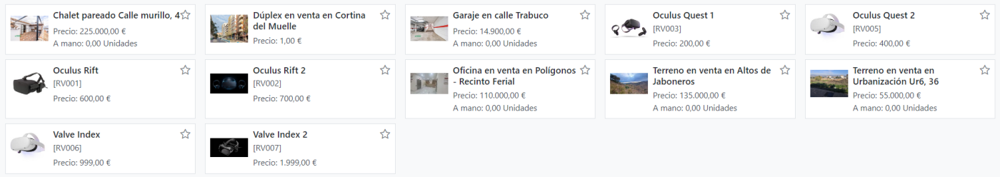 Chalet pareado Calle murillo, 4
Precio: 225.000,00 €
A mano: 0,00 Unidades
Dúplex en venta en Cortina
del Muelle
Precio: 1,00 €
Garaje en calle Trabuco
Precio: 14.900,00 €
A mano: 0,00 Unidades
Oculus Quest 1
[RV003]
Precio: 200,00 €
Oculus Quest 2
[RV005]
Precio: 400,00 €
Oculus Rift
[RV001]
Precio: 600,00 €
Oculus Rift 2
[RV002]
Precio: 700,00 €
Oficina en venta en Polígonos
- Recinto Ferial
Precio: 110.000,00 €
A mano: 0,00 Unidades
Terreno en venta en Altos de
Jaboneros
Precio: 135.000,00 €
A mano: 0,00 Unidades
Terreno en venta en
Urbanización Ur6, 36
Precio: 55.000,00 €
A mano: 0,00 Unidades
Valve Index
[RV006]
Precio: 999,00 €
Valve Index 2
[RV007]
Precio: 1.999,00 €